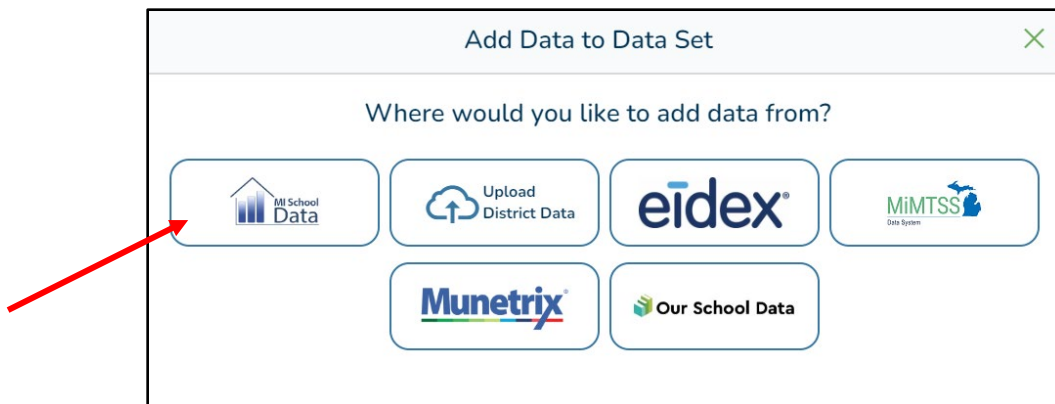 Add Data to Data Set
Where would you like to add data from?
MI School
Data
Upload
District Data
eidex®
MiMTSS
Data System
Munetrix®
Our School Data